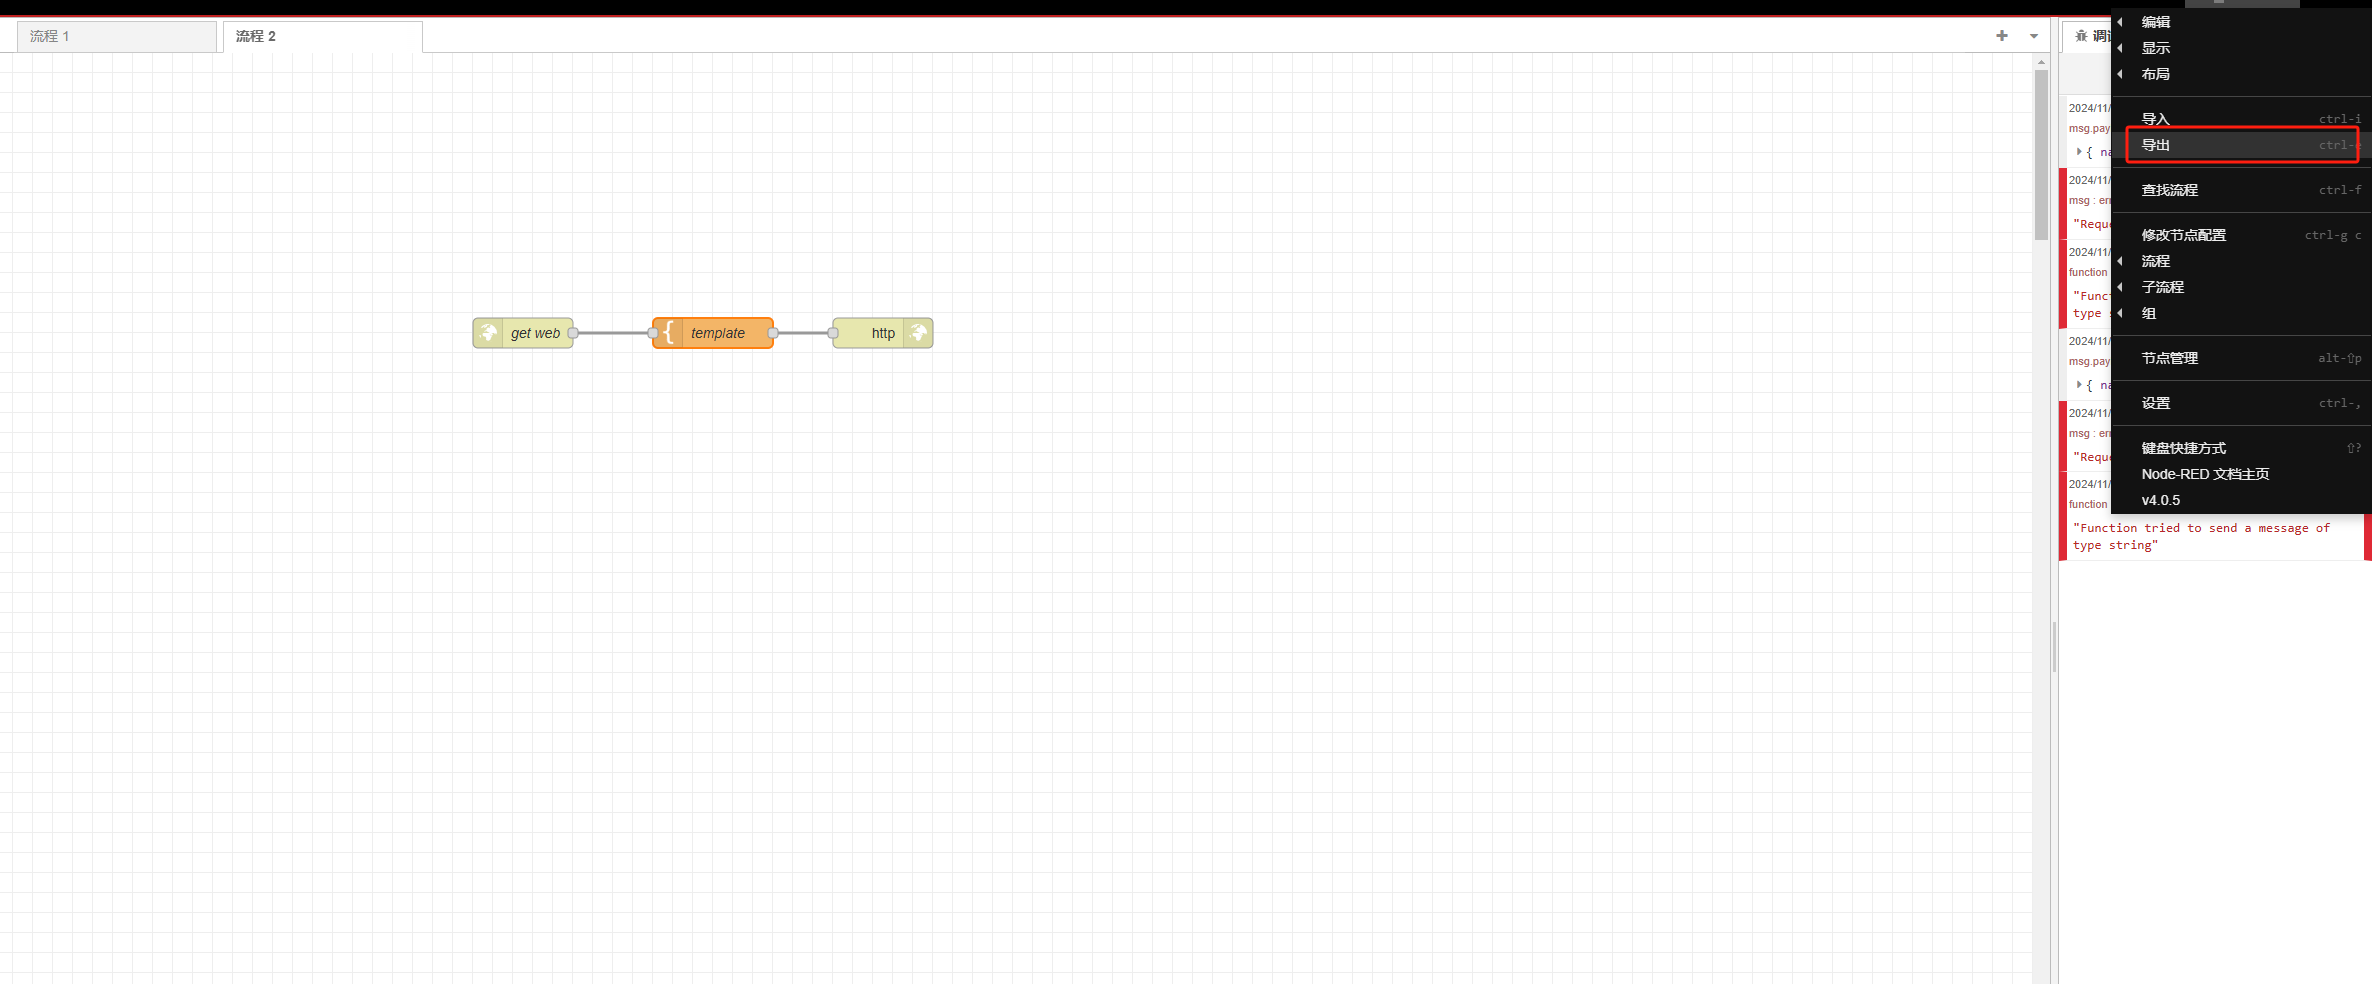 流程 1
流程 2
get web
template
http
调
2024/11/
msg.pay
{ na
2024/11/
msg : err
"Reque
2024/11/
function
"Func
type s
2024/11/
msg.pay
{ na
2024/11/
msg : err
"Reque
2024/11/
function
"Function tried to send a message of
type string"
编辑
显示
布局
导入 ctrl-i
导出 ctrl-e
查找流程 ctrl-f
修改节点配置 ctrl-g c
流程
子流程
组
节点管理 alt-⇧p
设置 ctrl-,
键盘快捷方式 ⇧?
Node-RED 文档主页
v4.0.5